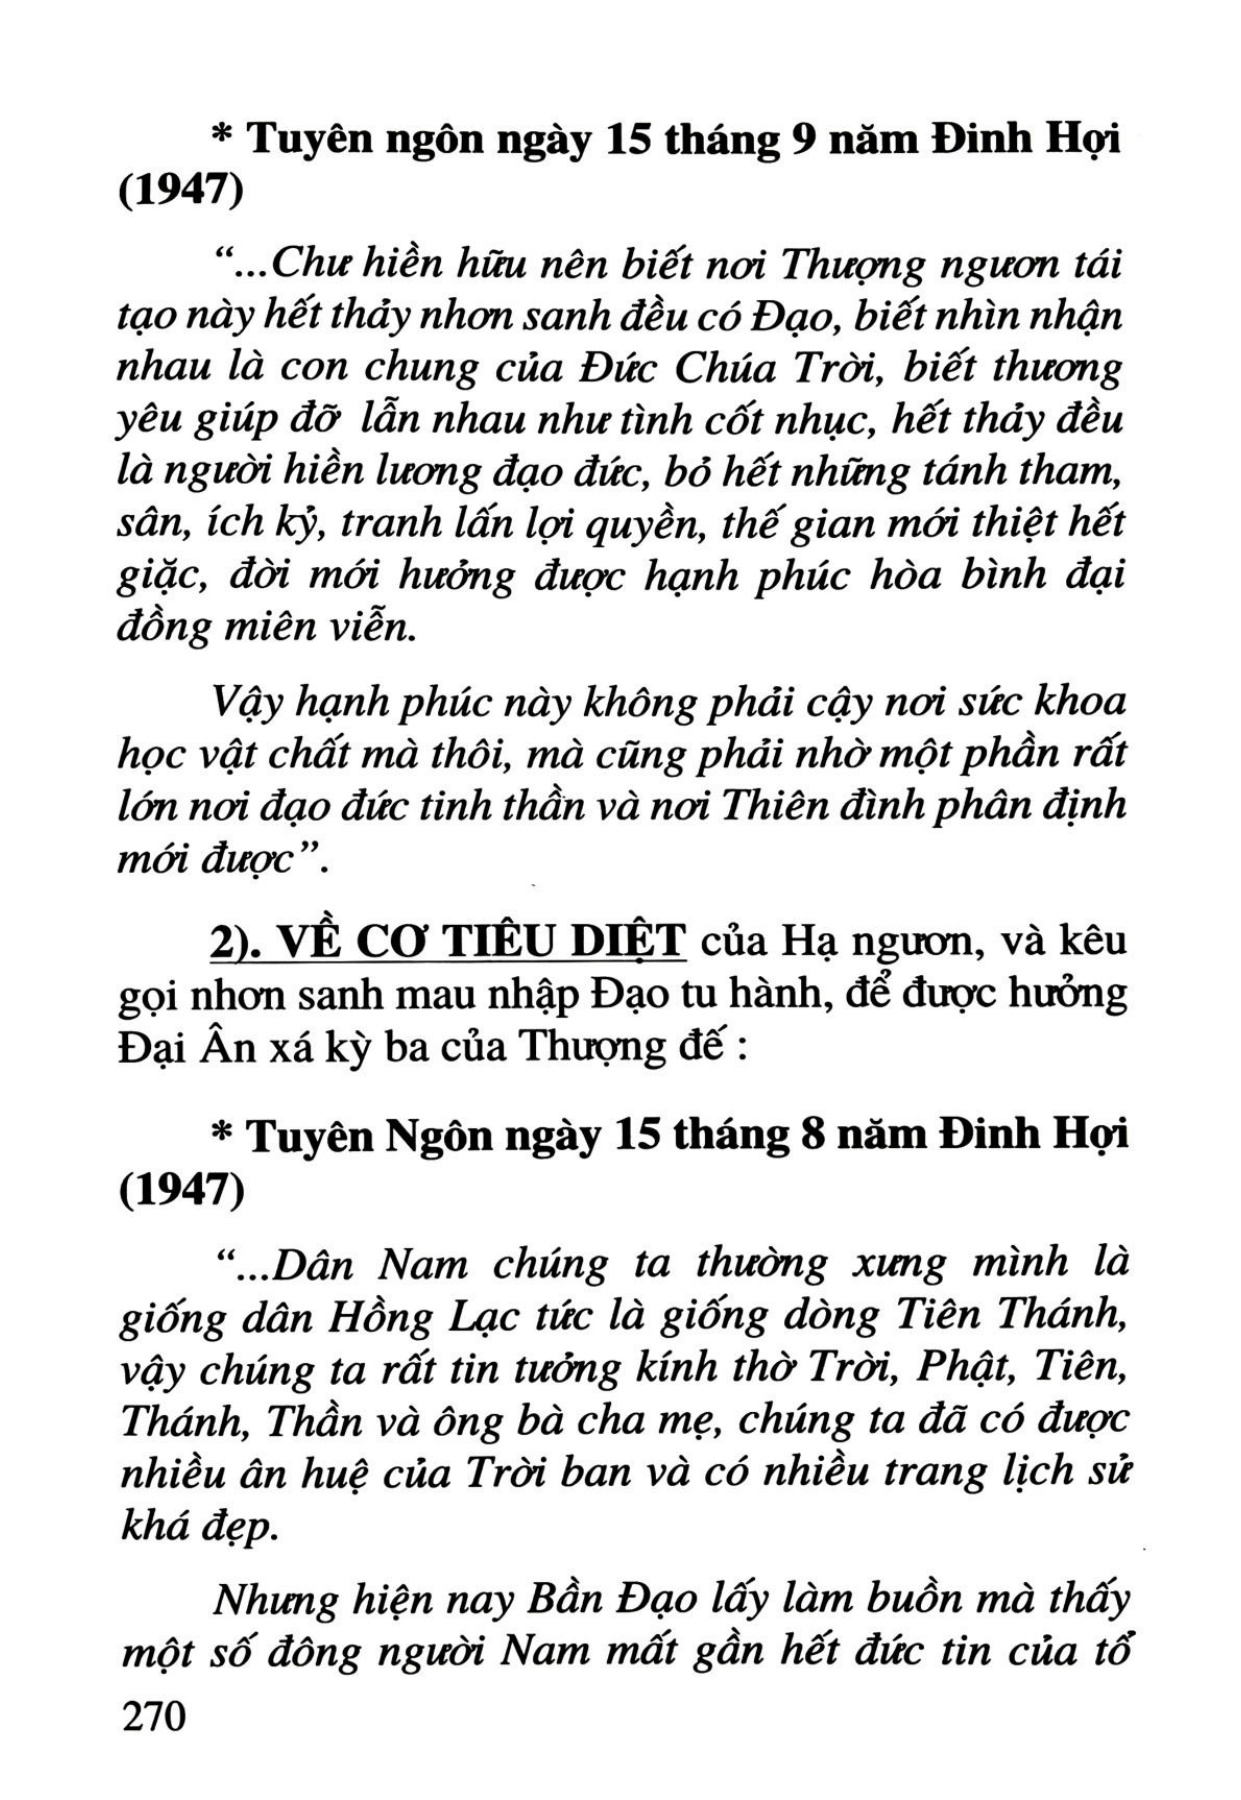 * Tuyên ngôn ngày 15 tháng 9 năm Đinh Hợi
(1947)
“...Chư hiền hữu nên biết nơi Thượng ngươn tái
tạo này hết thảy nhơn sanh đều có Đạo, biết nhìn nhận
nhau là con chung của Đức Chúa Trời, biết thương
yêu giúp đỡ lẫn nhau như tình cốt nhục, hết thảy đều
là người hiền lương đạo đức, bỏ hết những tánh tham,
sân, ích kỷ, tranh lấn lợi quyền, thế gian mới thiệt hết
giặc, đời mới hưởng được hạnh phúc hòa bình đại
đồng miên viễn.
Vậy hạnh phúc này không phải cậy nơi sức khoa
học vật chất mà thôi, mà cũng phải nhờ một phần rất
lớn nơi đạo đức tinh thần và nơi Thiên đình phân định
mới được”.
2). VỀ CƠ TIÊU DIỆT của Hạ ngươn, và kêu
gọi nhơn sanh mau nhập Đạo tu hành, để được hưởng
Đại Ân xá kỳ ba của Thượng đế :
* Tuyên Ngôn ngày 15 tháng 8 năm Đinh Hợi
(1947)
“...Dân Nam chúng ta thường xưng mình là
giống dân Hồng Lạc tức là giống dòng Tiên Thánh,
vậy chúng ta rất tin tưởng kính thờ Trời, Phật, Tiên,
Thánh, Thần và ông bà cha mẹ, chúng ta đã có được
nhiều ân huệ của Trời ban và có nhiều trang lịch sử
khá đẹp.
Nhưng hiện nay Bần Đạo lấy làm buồn mà thấy
một số đông người Nam mất gần hết đức tin của tổ
270